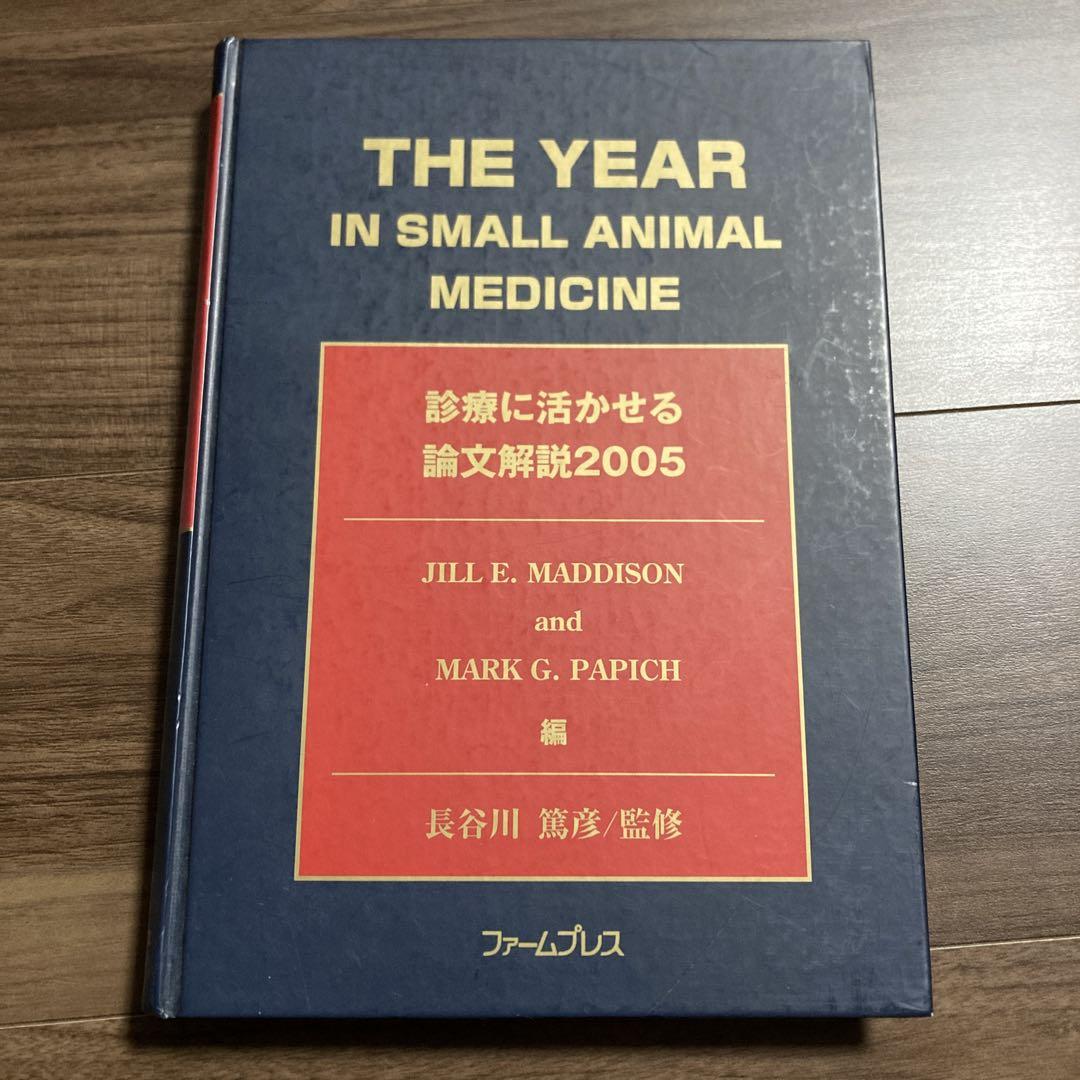 THE YEAR
IN SMALL ANIMAL
MEDICINE
診療に活かせる
論文解説2005
JILL E. MADDISON
and
MARK G. PAPICH
編
長谷川 篤彦/監修
ファームプレス